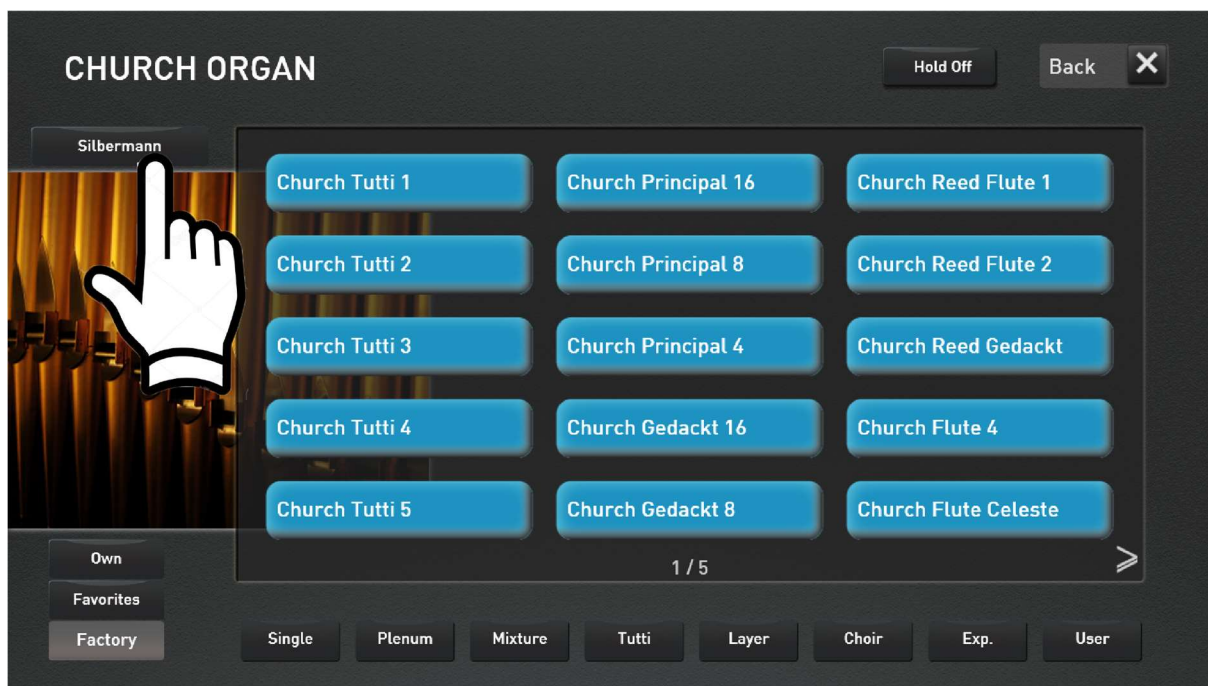 CHURCH ORGAN
Hold Off
Back
Silbermann
Church Tutti 1
Church Principal 16
Church Reed Flute 1
Church Tutti 2
Church Principal 8
Church Reed Flute 2
Church Tutti 3
Church Principal 4
Church Reed Gedackt
Church Tutti 4
Church Gedackt 16
Church Flute 4
Church Tutti 5
Church Gedackt 8
Church Flute Celeste
1 / 5
Own
Favorites
Factory
Single
Plenum
Mixture
Tutti
Layer
Choir
Exp.
User